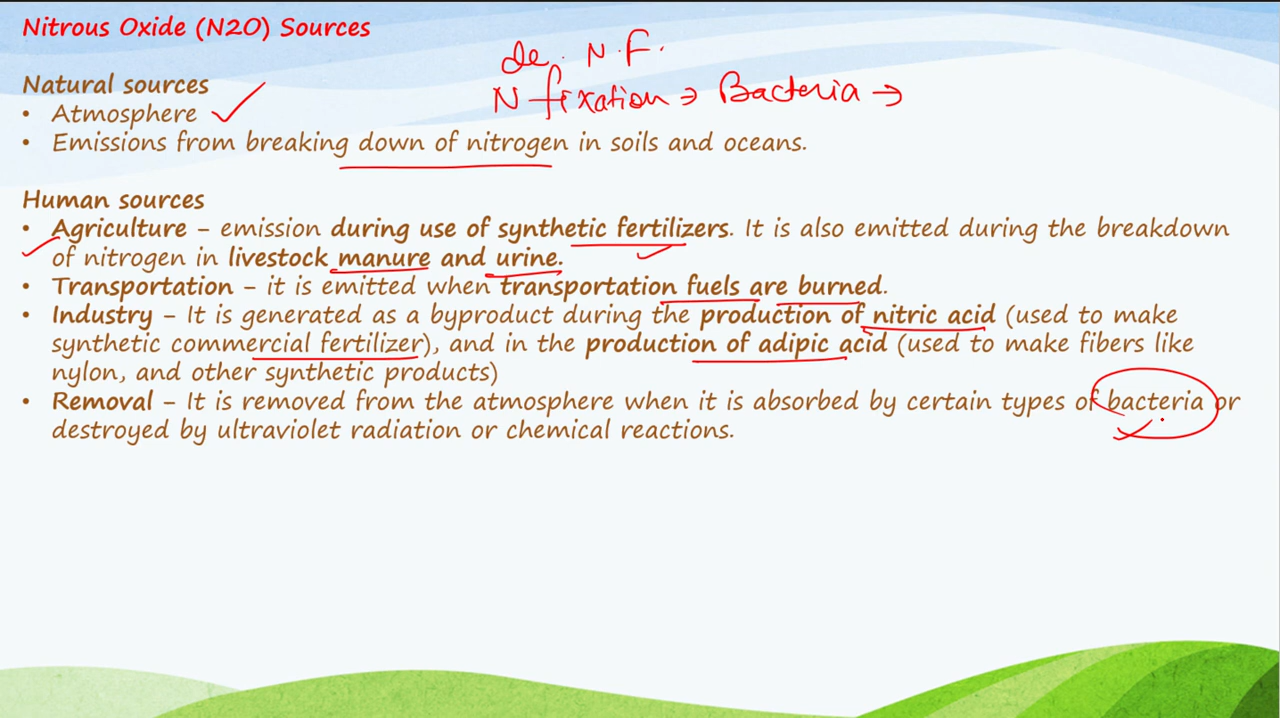 Nitrous Oxide (N2O) Sources
de. N.F.
N fixation → Bacteria →
Natural sources
• Atmosphere
• Emissions from breaking down of nitrogen in soils and oceans.
Human sources
• Agriculture – emission during use of synthetic fertilizers. It is also emitted during the breakdown
of nitrogen in livestock manure and urine.
• Transportation – it is emitted when transportation fuels are burned.
• Industry – It is generated as a byproduct during the production of nitric acid (used to make
synthetic commercial fertilizer), and in the production of adipic acid (used to make fibers like
nylon, and other synthetic products)
• Removal – It is removed from the atmosphere when it is absorbed by certain types of bacteria or
destroyed by ultraviolet radiation or chemical reactions.